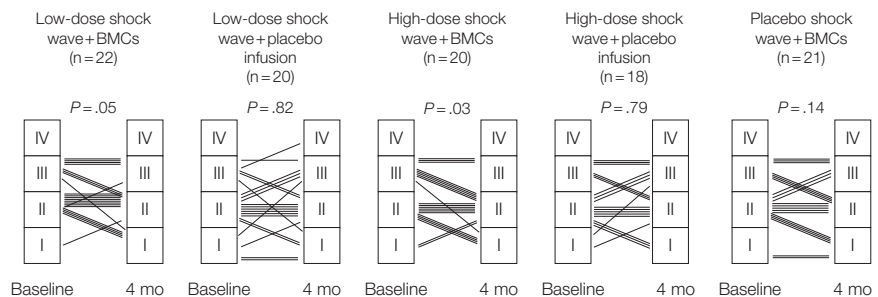 Low-dose shock
wave+BMCs
(n=22)
P=.05
IV
IV
III
III
II
II
I
I
Baseline
4 mo
Low-dose shock
wave+placebo
infusion
(n=20)
P=.82
IV
IV
III
III
II
II
I
I
Baseline
4 mo
High-dose shock
wave+BMCs
(n=20)
P=.03
IV
IV
III
III
II
II
I
I
Baseline
4 mo
High-dose shock
wave+placebo
infusion
(n=18)
P=.79
IV
IV
III
III
II
II
I
I
Baseline
4 mo
Placebo shock
wave+BMCs
(n=21)
P=.14
IV
IV
III
III
II
II
I
I
Baseline
4 mo